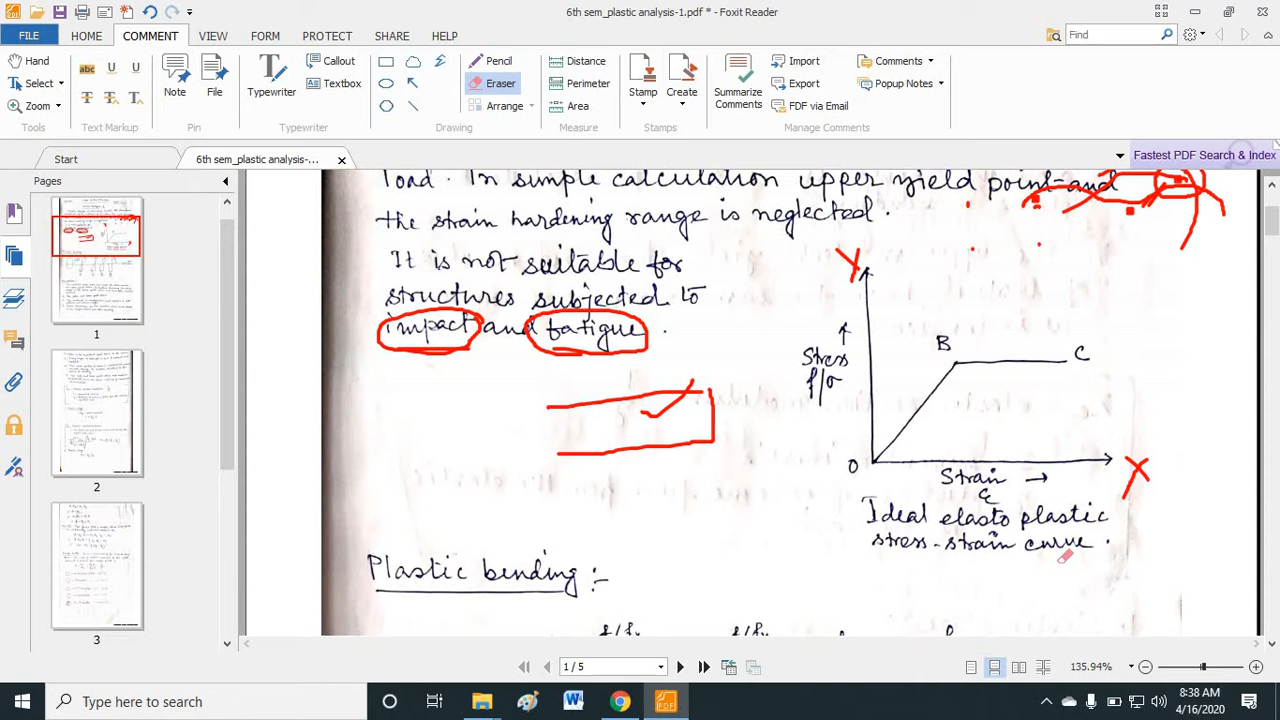 6th sem_plastic analysis-1.pdf * - Foxit Reader
FILE HOME COMMENT VIEW FORM PROTECT SHARE HELP
Find
Hand
Select
Zoom
Tools
abc U U
T T T
Text Markup
Note
File
Pin
Typewriter
Callout
Textbox
Typewriter
Pencil
Eraser
Arrange
Drawing
Distance
Perimeter
Area
Measure
Stamp
Create
Stamps
Summarize
Comments
Import
Export
FDF via Email
Comments
Popup Notes
Manage Comments
Start
6th sem_plastic analysis-...
Fastest PDF Search & Index
Pages
1
2
3
load. In simple calculation upper yield point and
the strain hardening range is neglected.
It is not suitable for
structures subjected to
impact and fatigue.
Y
B
C
Stress
f/σ
O
X
Strain →
ε
Ideal elasto plastic
stress-strain curve.
Plastic bending :-
1 / 5
135.94%
Type here to search
PDF
8:38 AM
4/16/2020